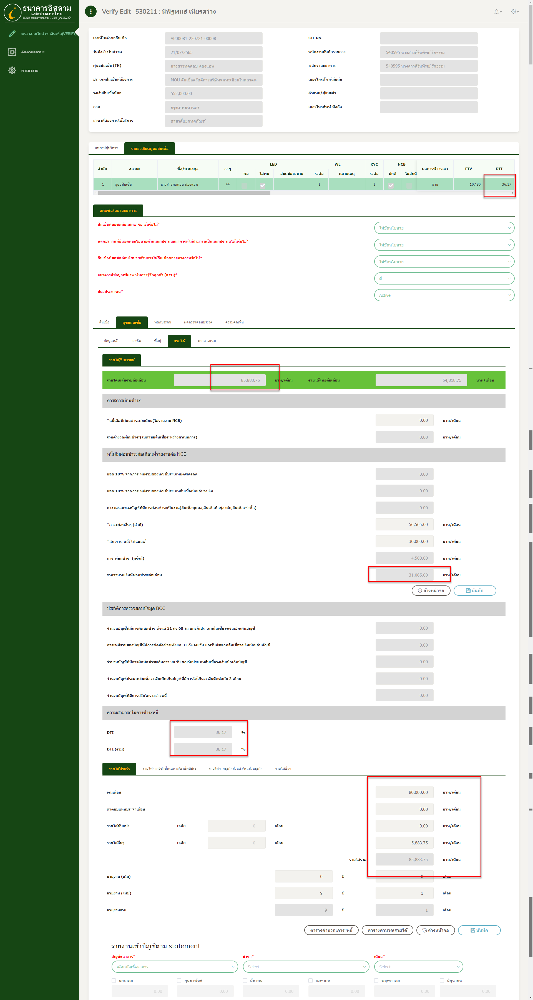 ธนาคารอิสลาม
แห่งประเทศไทย
ISLAMIC BANK OF THAILAND
Verify Edit 530211 : นิพิฐพนธ์ เนียรสว่าง
ตรวจสอบใบคำขอสินเชื่อ(VERIFY)
ติดตามสถานะ
การลางาน
เลขที่ใบคำขอสินเชื่อ AP00081-220721-00008 CIF No.
วันที่สร้างใบคำขอ 21/07/2565 พนักงานบันทึกรายการ 540595 นางสาวศิรินทิพย์ รักธรรม
ผู้ขอสินเชื่อ (TH) นางสาวทดสอบ สองแอพ พนักงานธนาคาร 540595 นางสาวศิรินทิพย์ รักธรรม
ประเภทสินเชื่อที่ต้องการ MOU สินเชื่อสวัสดิการบริษัทจดทะเบียนในตลาดห เบอร์โทรศัพท์-มือถือ
วงเงินสินเชื่อที่ขอ 552,000.00 ตัวแทน/ผู้แนะนำ
ภาค กรุงเทพมหานคร เบอร์โทรศัพท์-มือถือ
สาขาที่ต้องการใช้บริการ สาขาสี่แยกทศกัณฑ์
บทสรุปผู้บริหาร รายละเอียดผู้ขอสินเชื่อ
ลำดับ สถานะ ชื่อ/นามสกุล อายุ LED WL KYC NCB ผลการพิจารณา FTV DTI
พบ ไม่พบ ปลดล้มละลาย ระดับ หมายเหตุ ระดับ ปกติ ไม่ปกติ
1 ผู้ขอสินเชื่อ นางสาวทดสอบ สองแอพ 44 1 1 ผ่าน 107.80 36.17
เกณฑ์นโยบายธนาคาร
สินเชื่อที่ขอขัดต่อหลักชะรีอะฮ์หรือไม่* ไม่ขัดนโยบาย
หลักประกันที่ยื่นขัดต่อนโยบายด้านหลักประกันธนาคารที่ไม่สามารถเป็นหลักประกันได้หรือไม่* ไม่ขัดนโยบาย
สินเชื่อที่ขอขัดต่อนโยบายด้านการให้สินเชื่อของธนาคารหรือไม่* ไม่ขัดนโยบาย
ธนาคารมีข้อมูลเพียงพอในการรู้จักลูกค้า (KYC)* มี
บัตรประชาชน* Active
สินเชื่อ ผู้ขอสินเชื่อ หลักประกัน ผลตรวจสอบประวัติ ความคิดเห็น
ข้อมูลหลัก อาชีพ ที่อยู่ รายได้ เอกสารแนบ
รายได้/วิเคราะห์
รายได้เฉลี่ยรวมต่อเดือน 85,883.75 บาท/เดือน รายได้สุทธิต่อเดือน 54,818.75 บาท/เดือน
ภาระการผ่อนชำระ
*หนี้เดิมที่ผ่อนชำระต่อเดือน(ไม่รายงาน NCB) 0.00 บาท/เดือน
รวมค่างวดผ่อนชำระ(ใบคำขอสินเชื่อระหว่างดำเนินการ) 0.00 บาท/เดือน
หนี้เดิมผ่อนชำระต่อเดือนที่รายงานต่อ NCB
ยอด 10% จากภาระหนี้รวมของบัญชีประเภทบัตรเครดิต 0.00
ยอด 10% จากภาระหนี้รวมของบัญชีประเภทสินเชื่อเบิกเกินวงเงิน 0.00
ค่างวดรวมของบัญชีที่มีการผ่อนชำระเป็นงวด(สินเชื่อบุคคล,สินเชื่อที่อยู่อาศัย,สินเชื่อเช่าซื้อ) 0.00
*ภาระผ่อนอื่นๆ (ถ้ามี) 56,565.00 บาท/เดือน
*หัก ภาระหนี้รีไฟแนนซ์ 30,000.00 บาท/เดือน
ภาระผ่อนชำระ (ครั้งนี้) 4,500.00 บาท/เดือน
รวมจำนวนเงินที่ผ่อนชำระต่อเดือน 31,065.00 บาท/เดือน
ล้างหน้าจอ บันทึก
ประวัติการตรวจสอบข้อมูล BCC
จำนวนบัญชีที่มีการผิดนัดชำระตั้งแต่ 31 ถึง 60 วัน ยกเว้นประเภทสินเชื่อวงเงินเบิกเกินบัญชี 0.00
ภาระหนี้รวมของบัญชีที่มีการผิดนัดชำระตั้งแต่ 31 ถึง 60 วัน ยกเว้นประเภทสินเชื่อวงเงินเบิกเกินบัญชี 0.00
จำนวนบัญชีที่มีการผิดนัดชำระเกินกว่า 90 วัน ยกเว้นประเภทสินเชื่อวงเงินเบิกเกินบัญชี 0.00
จำนวนบัญชีประเภทสินเชื่อวงเงินเบิกเกินบัญชีที่มีการใช้เกินวงเงินติดต่อกัน 3 เดือน 0.00
จำนวนบัญชีที่มีการปรับโครงสร้างหนี้ 0.00
ความสามารถในการชำระหนี้
DTI 36.17 %
DTI (รวม) 36.17 %
รายได้ประจำ รายได้จากวิชาชีพเฉพาะ/อาชีพอิสระ รายได้จากธุรกิจส่วนตัว/หุ้นส่วนธุรกิจ รายได้อื่นๆ
เงินเดือน 80,000.00 บาท/เดือน
ค่าตอบแทนประจำเดือน 0.00 บาท/เดือน
รายได้ผันแปร เฉลี่ย 0 เดือน 0.00 บาท/เดือน
รายได้อื่นๆ เฉลี่ย 0 เดือน 5,883.75 บาท/เดือน
รายได้รวม 85,883.75 บาท/เดือน
อายุงาน (เดิม) 0 ปี 0 เดือน
อายุงาน (ใหม่) 9 ปี 1 เดือน
อายุงานรวม 9 ปี 1 เดือน
ตารางคำนวณภาระหนี้ ตารางคำนวณรายได้ ล้างหน้าจอ บันทึก
รายงานเข้าบัญชีตาม statement
บัญชีธนาคาร* สาขา* เดือน*
เลือกบัญชีธนาคาร Select Select
มกราคม กุมภาพันธ์ มีนาคม เมษายน พฤษภาคม มิถุนายน
0.00 0.00 0.00 0.00 0.00 0.00